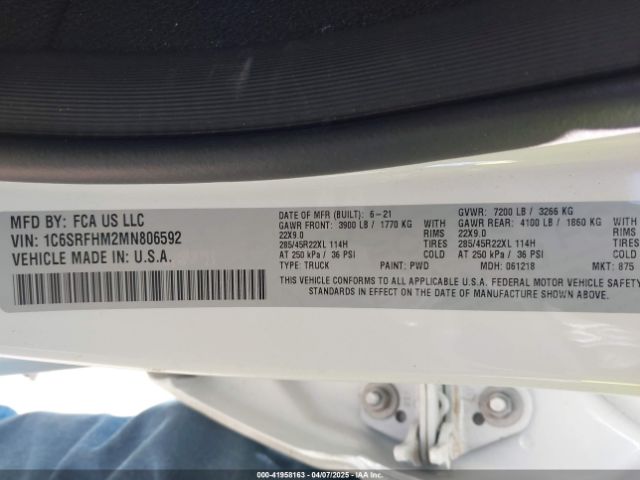 MFD BY: FCA US LLC
VIN: 1C6SRFHM2MN806592
VEHICLE MADE IN: U.S.A.
DATE OF MFR (BUILT): 6-21
GVWR: 7200 LB / 3266 KG
GAWR FRONT: 3900 LB / 1770 KG WITH
GAWR REAR: 4100 LB / 1860 KG WITH
22X9.0 RIMS
22X9.0 RIMS
285/45R22XL 114H TIRES
285/45R22XL 114H TIRES
AT 250 kPa / 36 PSI COLD
AT 250 kPa / 36 PSI COLD
TYPE: TRUCK PAINT: PWD MDH: 061218 MKT: 875
THIS VEHICLE CONFORMS TO ALL APPLICABLE U.S.A. FEDERAL MOTOR VEHICLE SAFETY
STANDARDS IN EFFECT ON THE DATE OF MANUFACTURE SHOWN ABOVE.
000-41958163 - 04/07/2025 - IAAI.COM